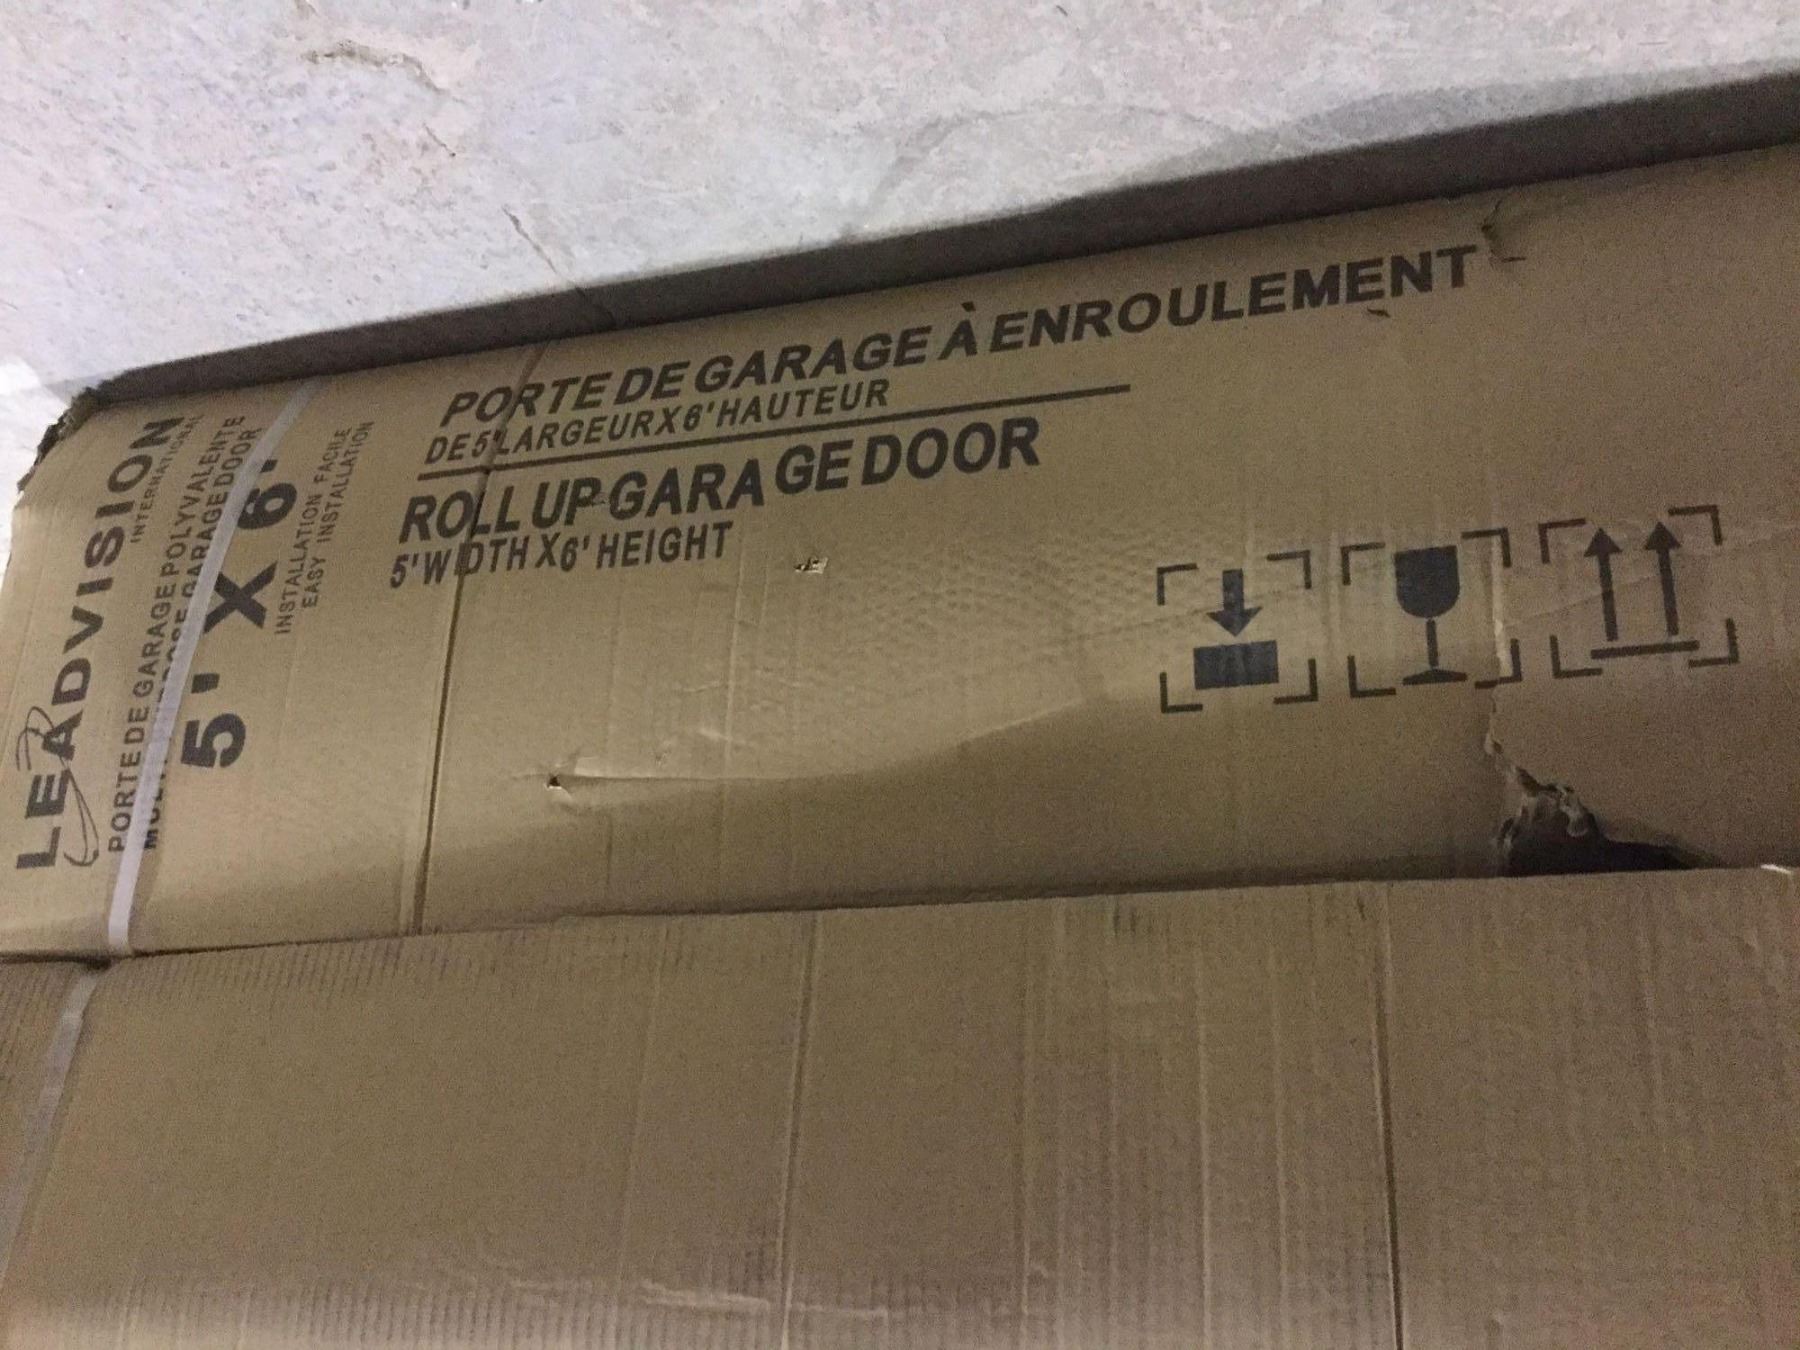 LEADVISION
INTERNATIONAL
PORTE DE GARAGE POLYVALENTE
GARAGE DOOR
5' X 6'
INSTALLATION FACILE
EASY INSTALLATION
PORTE DE GARAGE À ENROULEMENT
DE 5' LARGEUR X 6' HAUTEUR
ROLL UP GARAGE DOOR
5' WIDTH X 6' HEIGHT